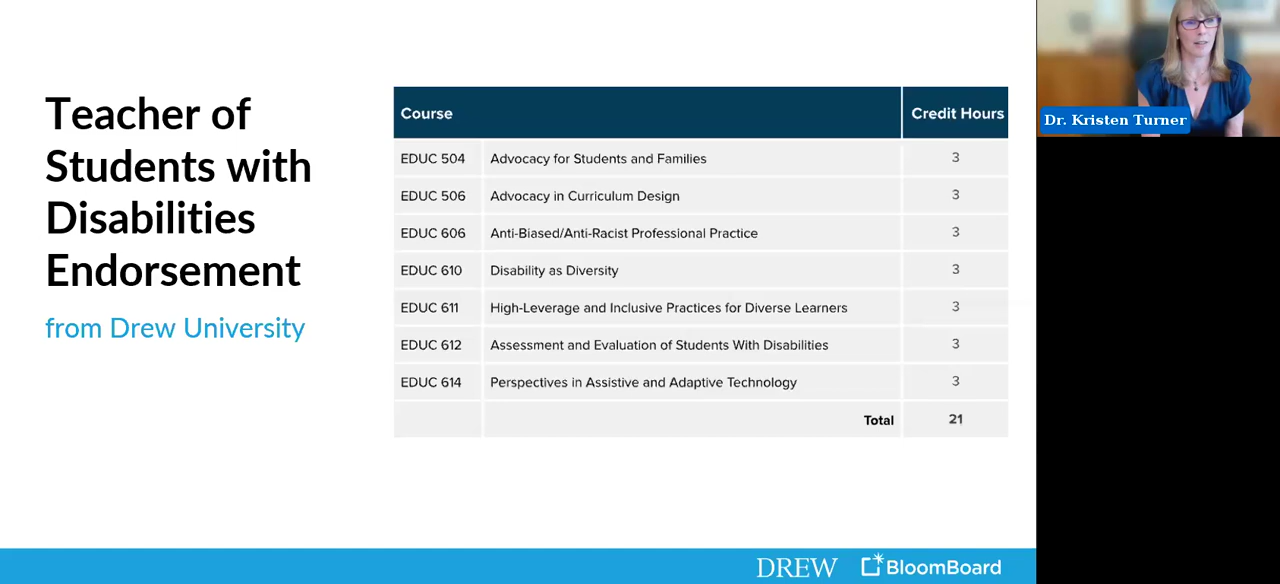 Teacher of
Students with
Disabilities
Endorsement
from Drew University
Course Credit Hours
EDUC 504 Advocacy for Students and Families 3
EDUC 506 Advocacy in Curriculum Design 3
EDUC 606 Anti-Biased/Anti-Racist Professional Practice 3
EDUC 610 Disability as Diversity 3
EDUC 611 High-Leverage and Inclusive Practices for Diverse Learners 3
EDUC 612 Assessment and Evaluation of Students With Disabilities 3
EDUC 614 Perspectives in Assistive and Adaptive Technology 3
Total 21
Dr. Kristen Turner
DREW BloomBoard